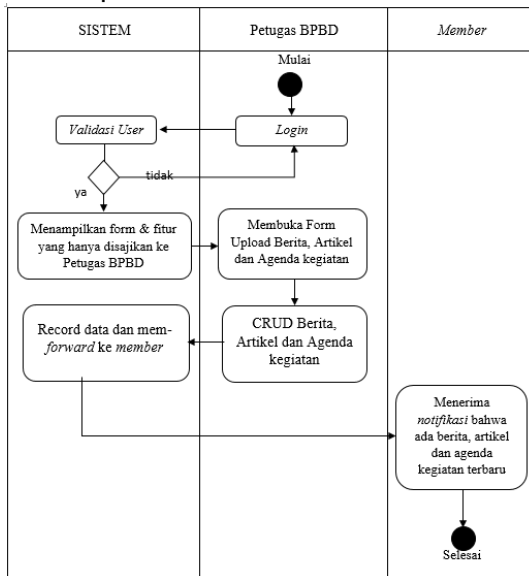 SISTEM
Petugas BPBD
Member
Mulai
Validasi User
Login
tidak
ya
Menampilkan form & fitur
yang hanya disajikan ke
Petugas BPBD
Membuka Form
Upload Berita, Artikel
dan Agenda kegiatan
Record data dan mem-
forward ke member
CRUD Berita,
Artikel dan Agenda
kegiatan
Menerima
notifikasi bahwa
ada berita, artikel
dan agenda
kegiatan terbaru
Selesai